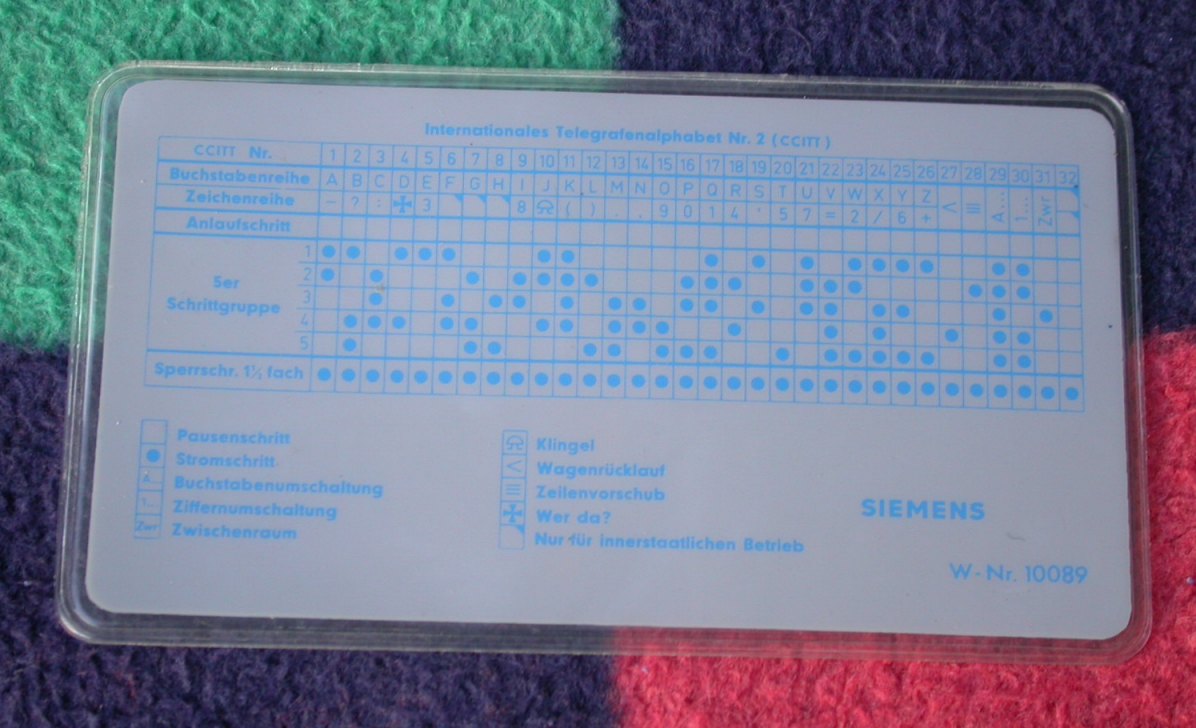 Internationales Telegrafenalphabet Nr. 2 (CCITT)
CCITT Nr. 1 2 3 4 5 6 7 8 9 10 11 12 13 14 15 16 17 18 19 20 21 22 23 24 25 26 27 28 29 30 31 32
Buchstabenreihe A B C D E F G H I J K L M N O P Q R S T U V W X Y Z < ≡ A... 1... Zwr
Zeichenreihe – ? : ✠ 3 8 ( ) . , 9 0 1 4 ' 5 7 = 2 / 6 +
Anlaufschritt
5er Schrittgruppe
1
2
3
4
5
Sperrschr. 1½ fach
Pausenschritt
Stromschritt
A... Buchstabenumschaltung
1... Ziffernumschaltung
Zwr Zwischenraum
Klingel
< Wagenrücklauf
≡ Zeilenvorschub
✠ Wer da?
Nur für innerstaatlichen Betrieb
SIEMENS
W-Nr. 10089